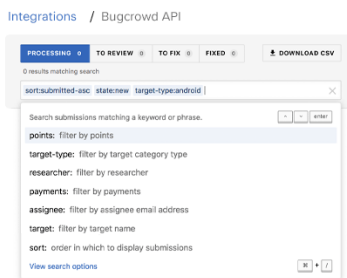 Integrations / Bugcrowd API
PROCESSING 0 TO REVIEW 0 TO FIX 0 FIXED 0 DOWNLOAD CSV
0 results matching search
sort:submitted-asc state:new target-type:android
Search submissions matching a keyword or phrase. enter
points: filter by points
target-type: filter by target category type
researcher: filter by researcher
payments: filter by payments
assignee: filter by assignee email address
target: filter by target name
sort: order in which to display submissions
View search options ⌘ + /